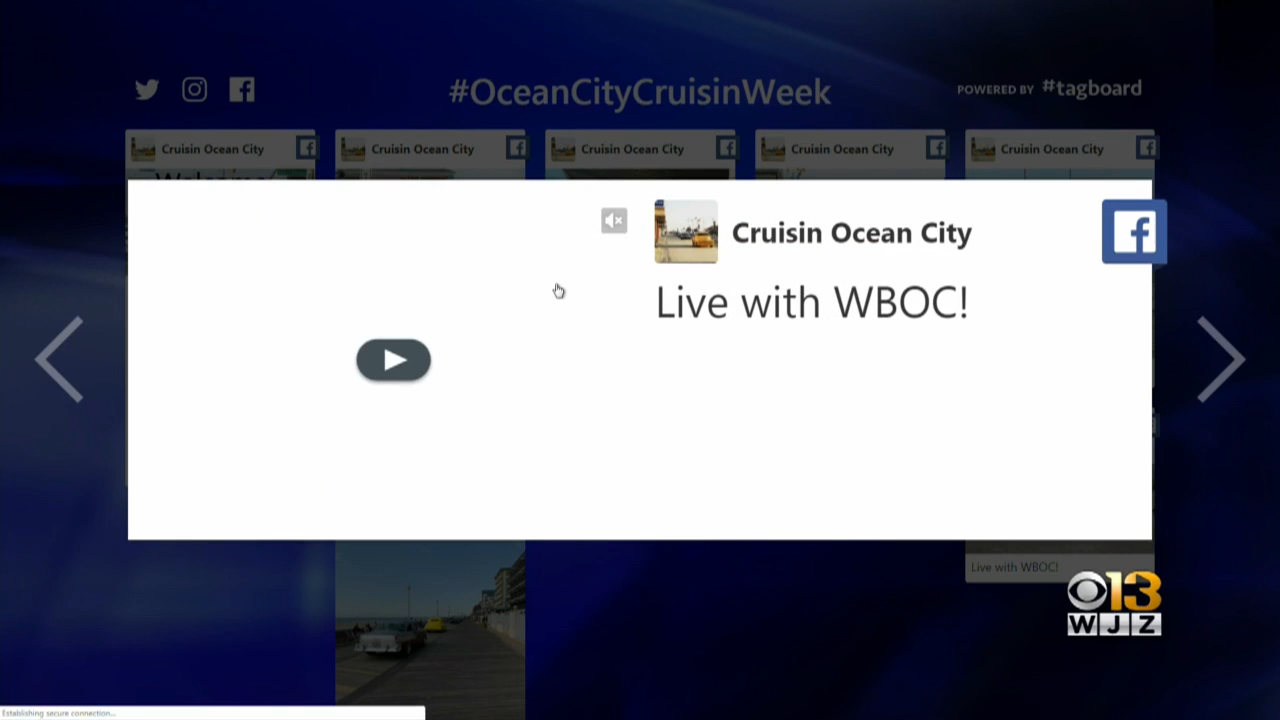 #OceanCityCruisinWeek
POWERED BY #tagboard
Cruisin Ocean City
Cruisin Ocean City
Cruisin Ocean City
Cruisin Ocean City
Cruisin Ocean City
Welcome
Cruisin Ocean City
Live with WBOC!
Live with WBOC!
13
WJZ
Establishing secure connection...